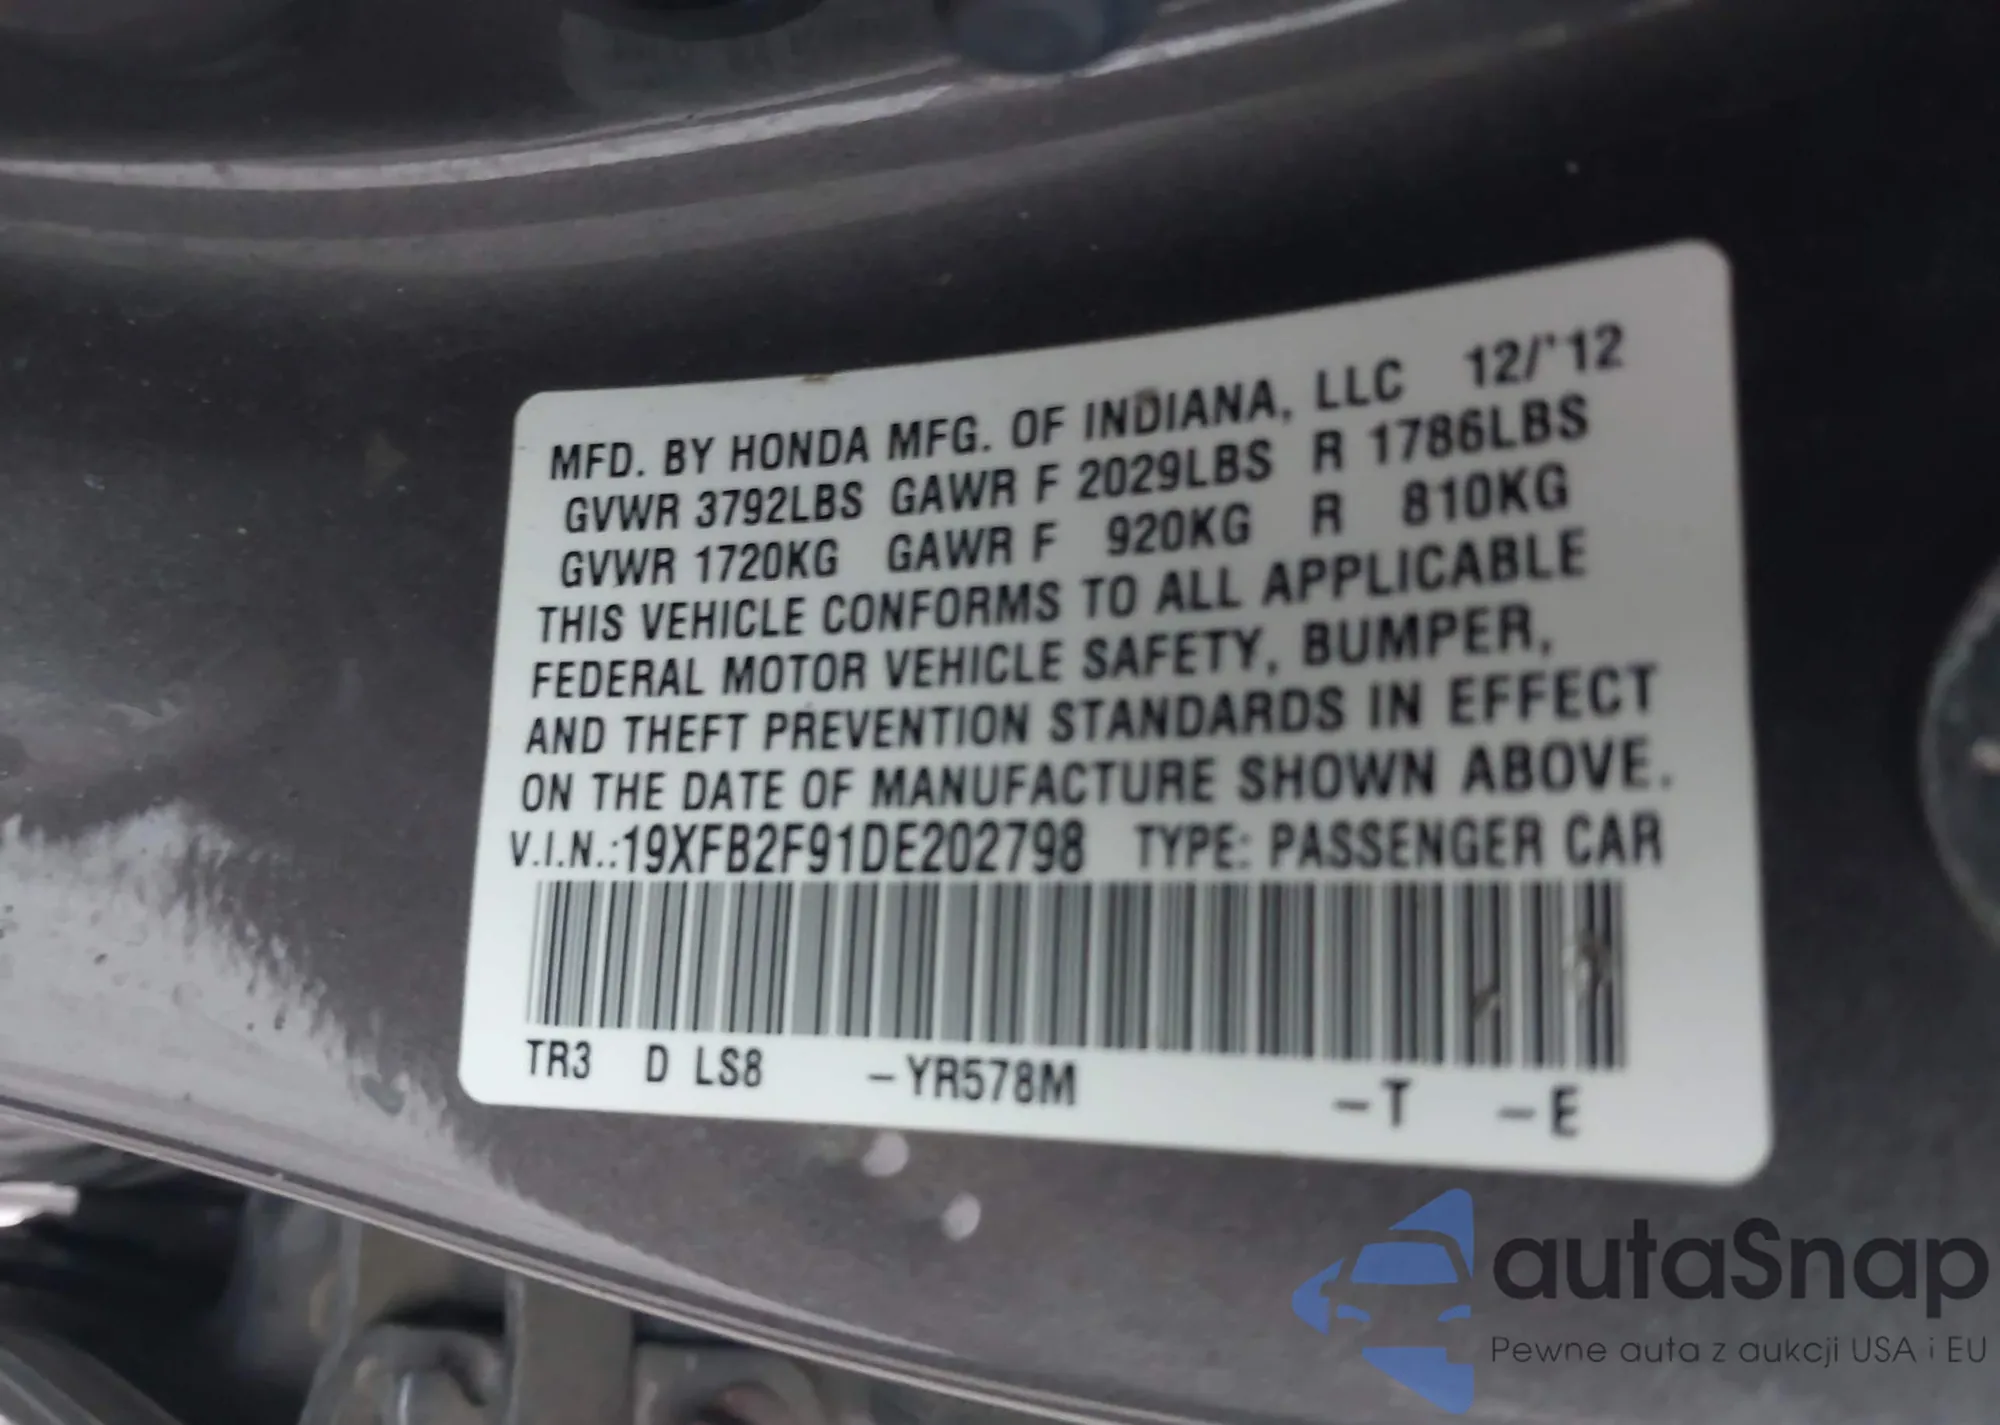 MFD. BY HONDA MFG. OF INDIANA, LLC 12/'12
GVWR 3792LBS GAWR F 2029LBS R 1786LBS
GVWR 1720KG GAWR F 920KG R 810KG
THIS VEHICLE CONFORMS TO ALL APPLICABLE
FEDERAL MOTOR VEHICLE SAFETY, BUMPER,
AND THEFT PREVENTION STANDARDS IN EFFECT
ON THE DATE OF MANUFACTURE SHOWN ABOVE.
V.I.N.:19XFB2F91DE202798 TYPE: PASSENGER CAR
TR3 D LS8 –YR578M –T –E
autaSnap
Pewne auta z aukcji USA i EU